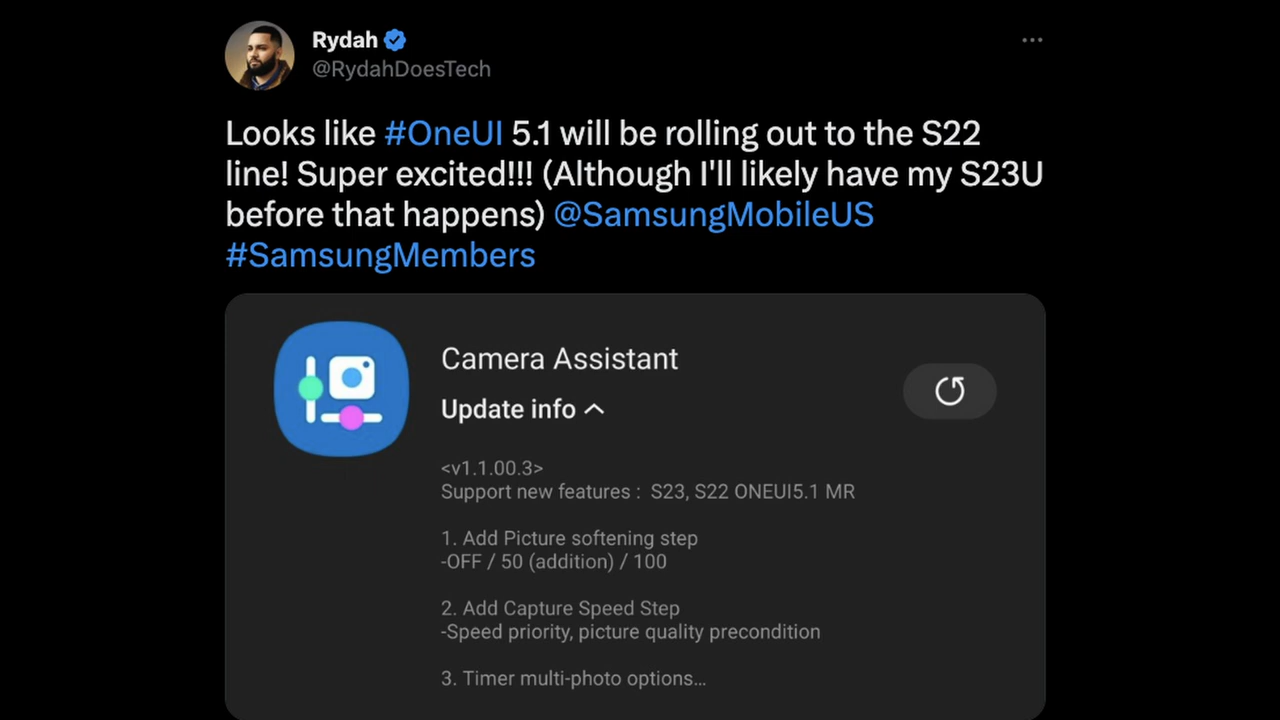 Rydah
@RydahDoesTech
Looks like #OneUI 5.1 will be rolling out to the S22
line! Super excited!!! (Although I'll likely have my S23U
before that happens) @SamsungMobileUS
#SamsungMembers
Camera Assistant
Update info
<v1.1.00.3>
Support new features :  S23, S22 ONEUI5.1 MR
1. Add Picture softening step
-OFF / 50 (addition) / 100
2. Add Capture Speed Step
-Speed priority, picture quality precondition
3. Timer multi-photo options...